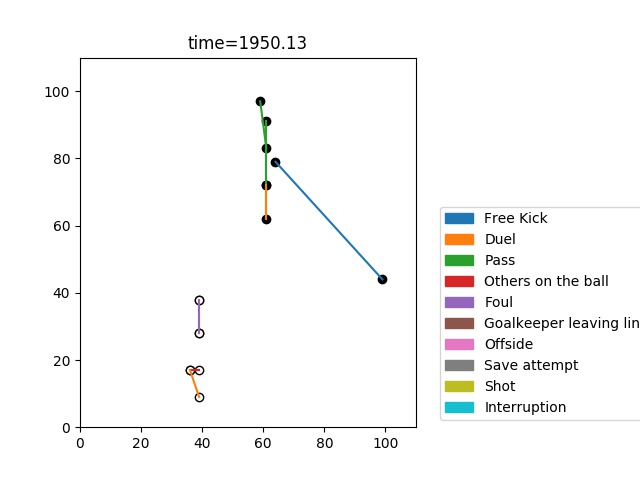 time=1950.13
100
80
60
40
20
0
0 20 40 60 80 100
Free Kick
Duel
Pass
Others on the ball
Foul
Goalkeeper leaving lin
Offside
Save attempt
Shot
Interruption